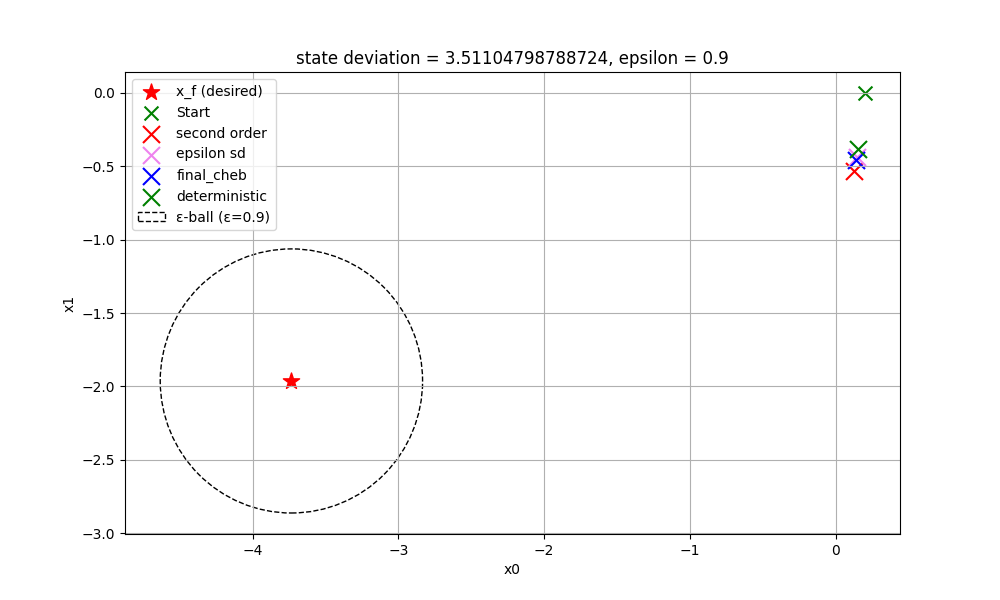 state deviation = 3.51104798788724, epsilon = 0.9
x_f (desired)
Start
second order
epsilon sd
final_cheb
deterministic
ε-ball (ε=0.9)
0.0
−0.5
−1.0
−1.5
−2.0
−2.5
−3.0
x1
−4
−3
−2
−1
0
x0